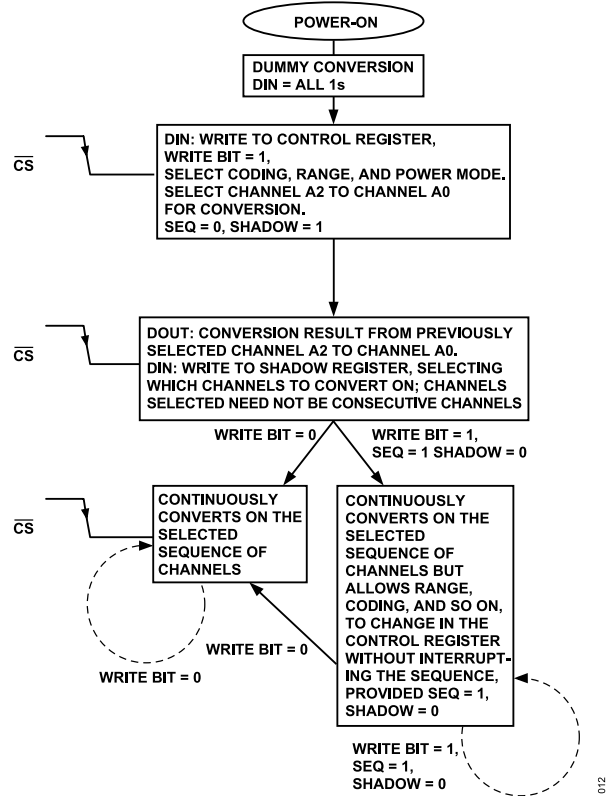 POWER-ON
DUMMY CONVERSION
DIN = ALL 1s
CS
DIN: WRITE TO CONTROL REGISTER,
WRITE BIT = 1,
SELECT CODING, RANGE, AND POWER MODE.
SELECT CHANNEL A2 TO CHANNEL A0
FOR CONVERSION.
SEQ = 0, SHADOW = 1
CS
DOUT: CONVERSION RESULT FROM PREVIOUSLY
SELECTED CHANNEL A2 TO CHANNEL A0.
DIN: WRITE TO SHADOW REGISTER, SELECTING
WHICH CHANNELS TO CONVERT ON; CHANNELS
SELECTED NEED NOT BE CONSECUTIVE CHANNELS
WRITE BIT = 0
WRITE BIT = 1,
SEQ = 1 SHADOW = 0
CS
CONTINUOUSLY
CONVERTS ON THE
SELECTED
SEQUENCE OF
CHANNELS
CONTINUOUSLY
CONVERTS ON THE
SELECTED
SEQUENCE OF
CHANNELS BUT
ALLOWS RANGE,
CODING, AND SO ON,
TO CHANGE IN THE
CONTROL REGISTER
WITHOUT INTERRUPT-
ING THE SEQUENCE,
PROVIDED SEQ = 1,
SHADOW = 0
WRITE BIT = 0
WRITE BIT = 0
WRITE BIT = 1,
SEQ = 1,
SHADOW = 0
012